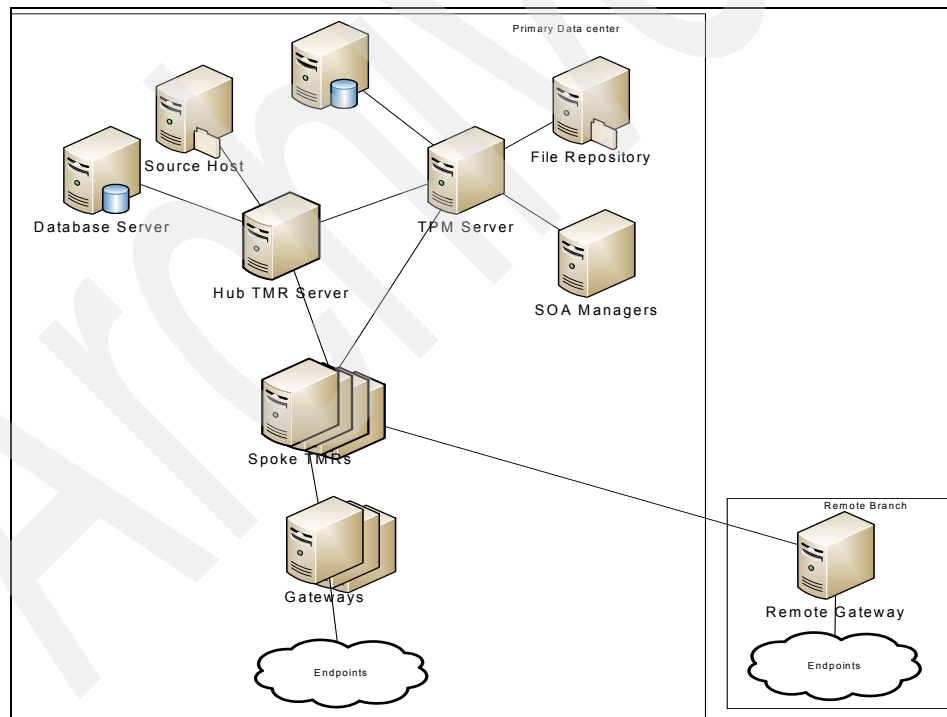 Primary Data center
File Repository
Source Host
Database Server
TPM Server
Hub TMR Server
SOA Managers
Spoke TMRs
Remote Branch
Gateways
Remote Gateway
Endpoints
Endpoints
Archive